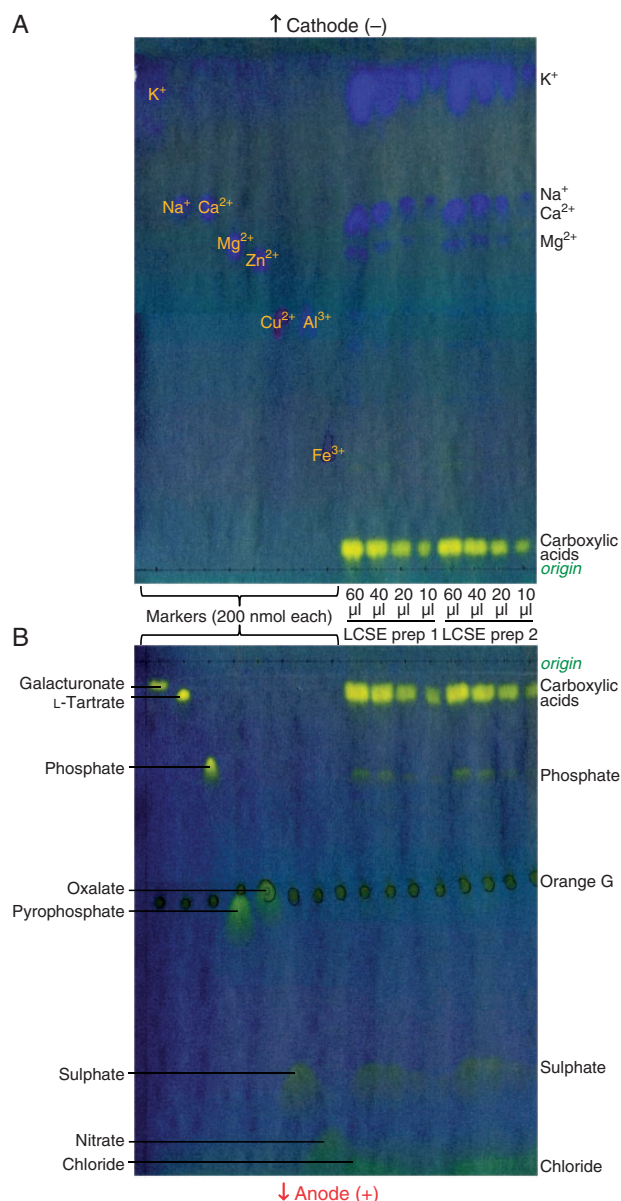 A
↑ Cathode (–)
K⁺
K⁺
Na⁺ Ca²⁺
Na⁺
Ca²⁺
Mg²⁺
Mg²⁺
Zn²⁺
Cu²⁺ Al³⁺
Fe³⁺
Carboxylic
acids
origin
60 40 20 10 60 40 20 10
µl µl µl µl µl µl µl µl
Markers (200 nmol each)
LCSE prep 1 LCSE prep 2
B
origin
Galacturonate
Carboxylic
acids
L-Tartrate
Phosphate
Phosphate
Oxalate
Orange G
Pyrophosphate
Sulphate
Sulphate
Nitrate
Chloride
Chloride
↓ Anode (+)